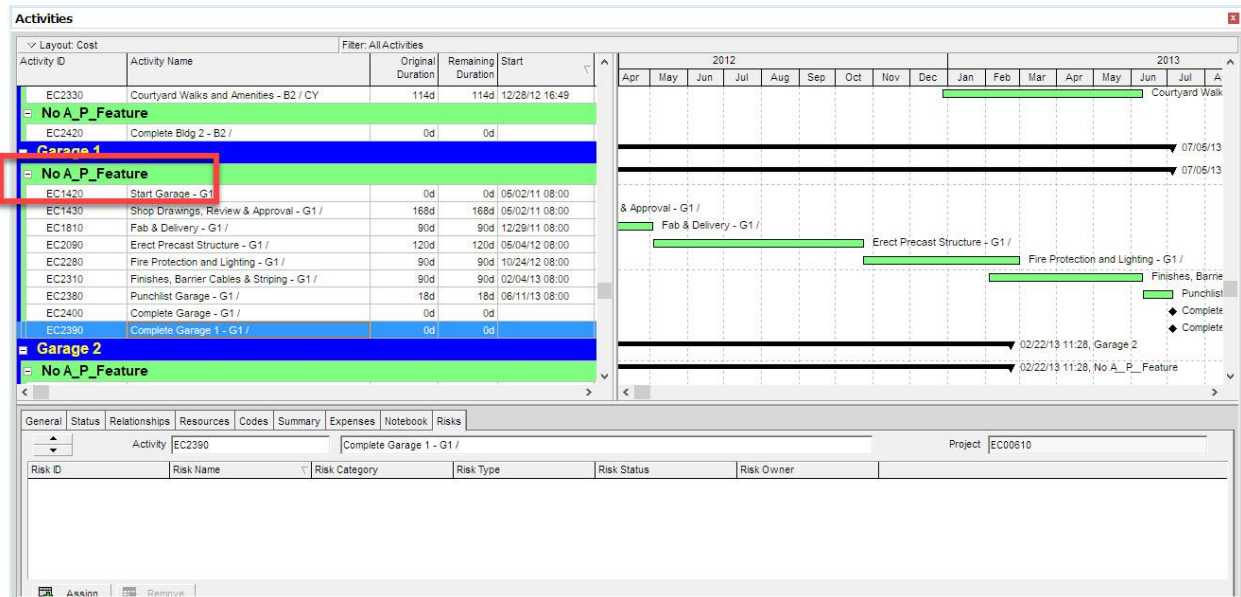 Activities
Layout: Cost Filter: All Activities
Activity ID Activity Name Original Duration Remaining Duration Start
EC2330 Courtyard Walks and Amenities - B2 / CY 114d 114d 12/28/12 16:49
No A_P_Feature
EC2420 Complete Bldg 2 - B2 / 0d 0d
Garage 1
No A_P_Feature
EC1420 Start Garage - G1 0d 0d 05/02/11 08:00
EC1430 Shop Drawings, Review & Approval - G1 / 168d 168d 05/02/11 08:00
EC1810 Fab & Delivery - G1 / 90d 90d 12/29/11 08:00
EC2090 Erect Precast Structure - G1 / 120d 120d 05/04/12 08:00
EC2280 Fire Protection and Lighting - G1 / 90d 90d 10/24/12 08:00
EC2310 Finishes, Barrier Cables & Striping - G1 / 90d 90d 02/04/13 08:00
EC2380 Punchlist Garage - G1 / 18d 18d 06/11/13 08:00
EC2400 Complete Garage - G1 / 0d 0d
EC2390 Complete Garage 1 - G1 / 0d 0d
Garage 2
No A_P_Feature
2012 2013
Apr May Jun Jul Aug Sep Oct Nov Dec Jan Feb Mar Apr May Jun Jul A
Courtyard Walk
07/05/13
07/05/13
& Approval - G1 /
Fab & Delivery - G1 /
Erect Precast Structure - G1 /
Fire Protection and Lighting - G1 /
Finishes, Barrie
Punchlist
Complete
Complete
02/22/13 11:28, Garage 2
02/22/13 11:28, No A_P_Feature
General Status Relationships Resources Codes Summary Expenses Notebook Risks
Activity EC2390 Complete Garage 1 - G1 / Project EC00610
Risk ID Risk Name Risk Category Risk Type Risk Status Risk Owner
Assign Remove